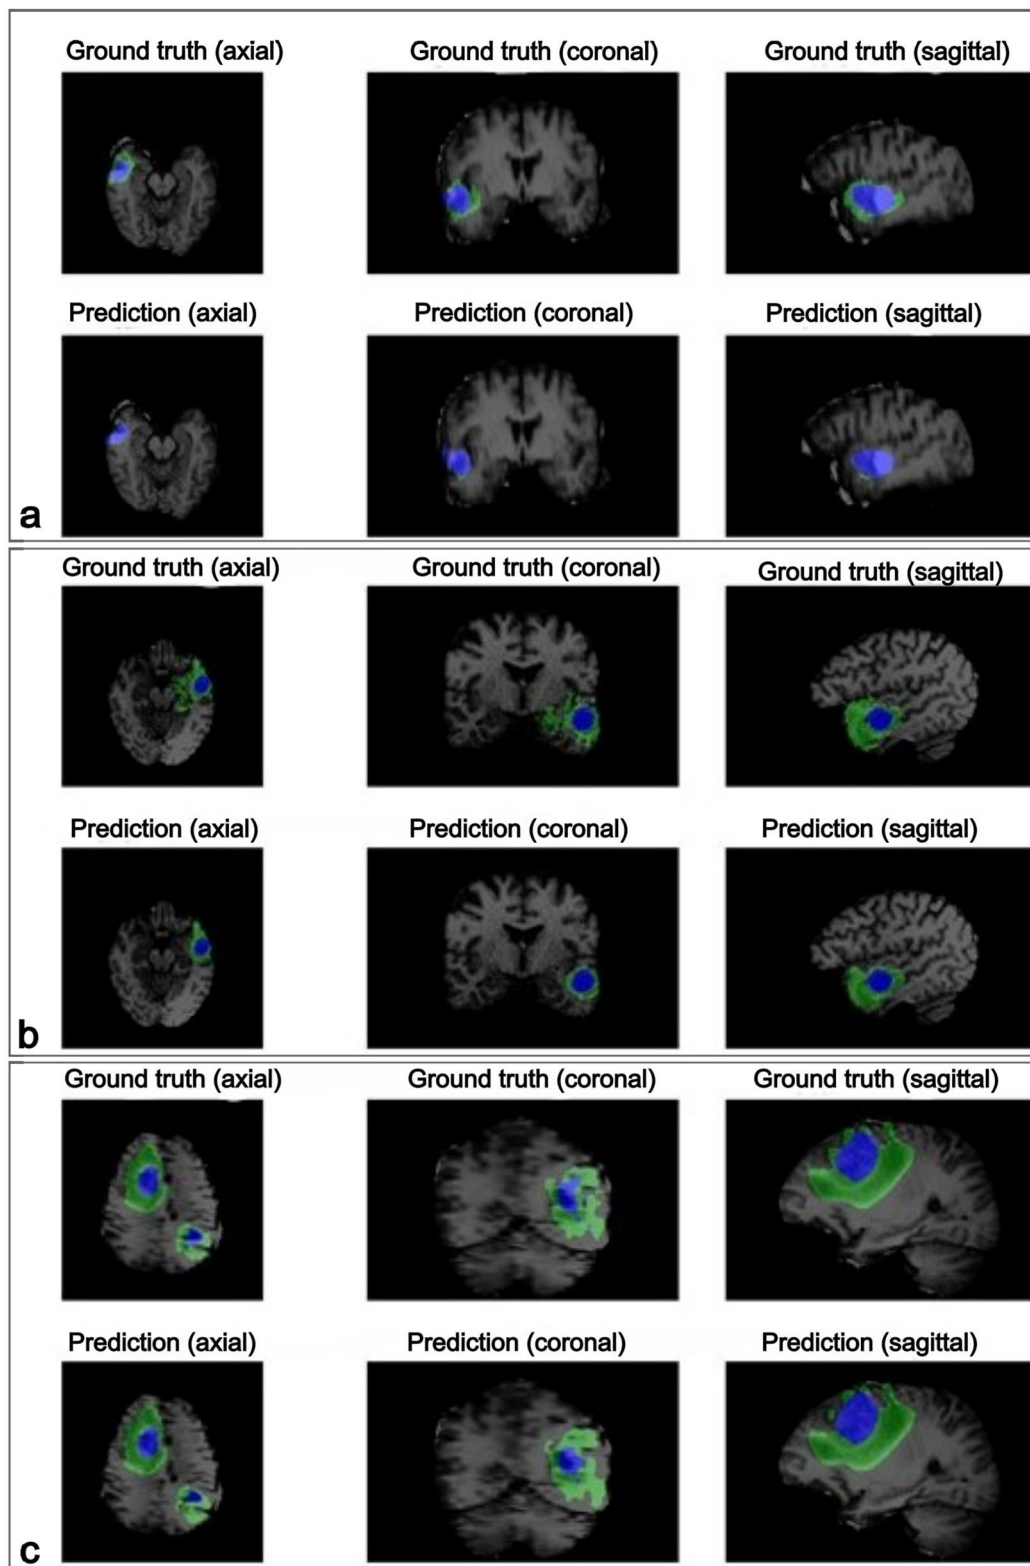 Ground truth (axial) Ground truth (coronal) Ground truth (sagittal)
Prediction (axial) Prediction (coronal) Prediction (sagittal)
a
Ground truth (axial) Ground truth (coronal) Ground truth (sagittal)
Prediction (axial) Prediction (coronal) Prediction (sagittal)
b
Ground truth (axial) Ground truth (coronal) Ground truth (sagittal)
Prediction (axial) Prediction (coronal) Prediction (sagittal)
c